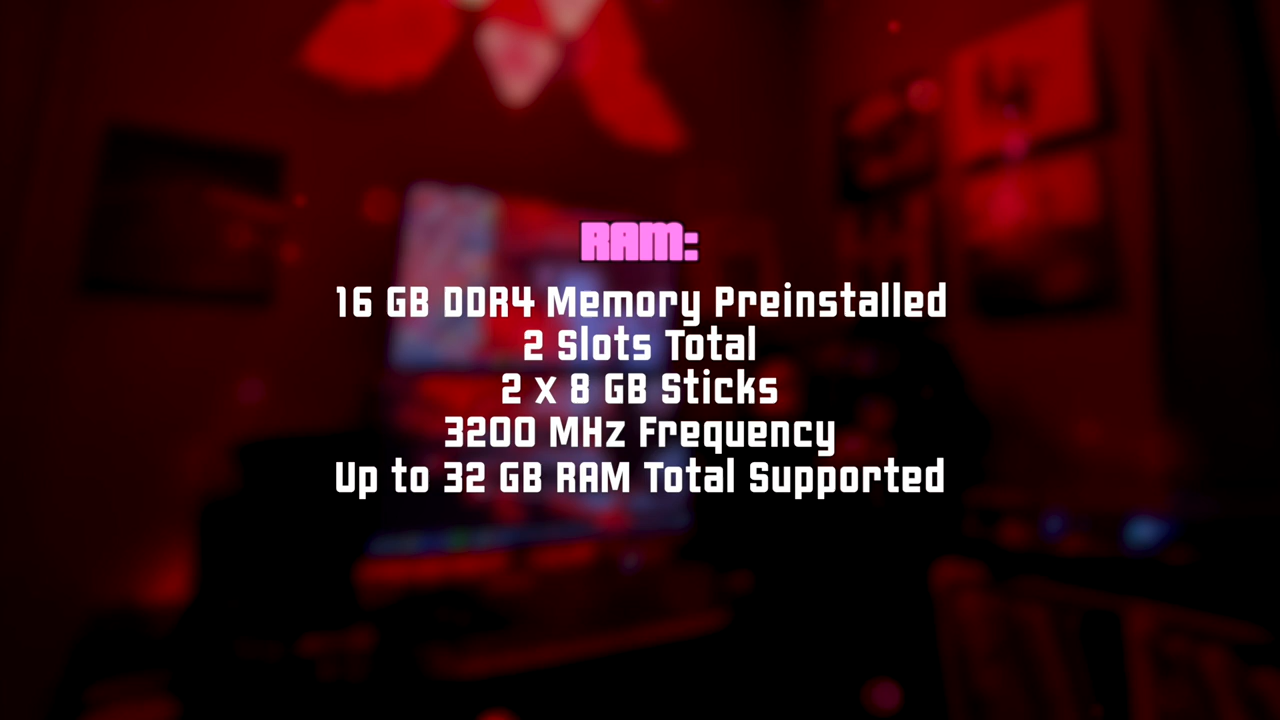 RAM:
16 GB DDR4 Memory Preinstalled
2 Slots Total
2 x 8 GB Sticks
3200 MHz Frequency
Up to 32 GB RAM Total Supported